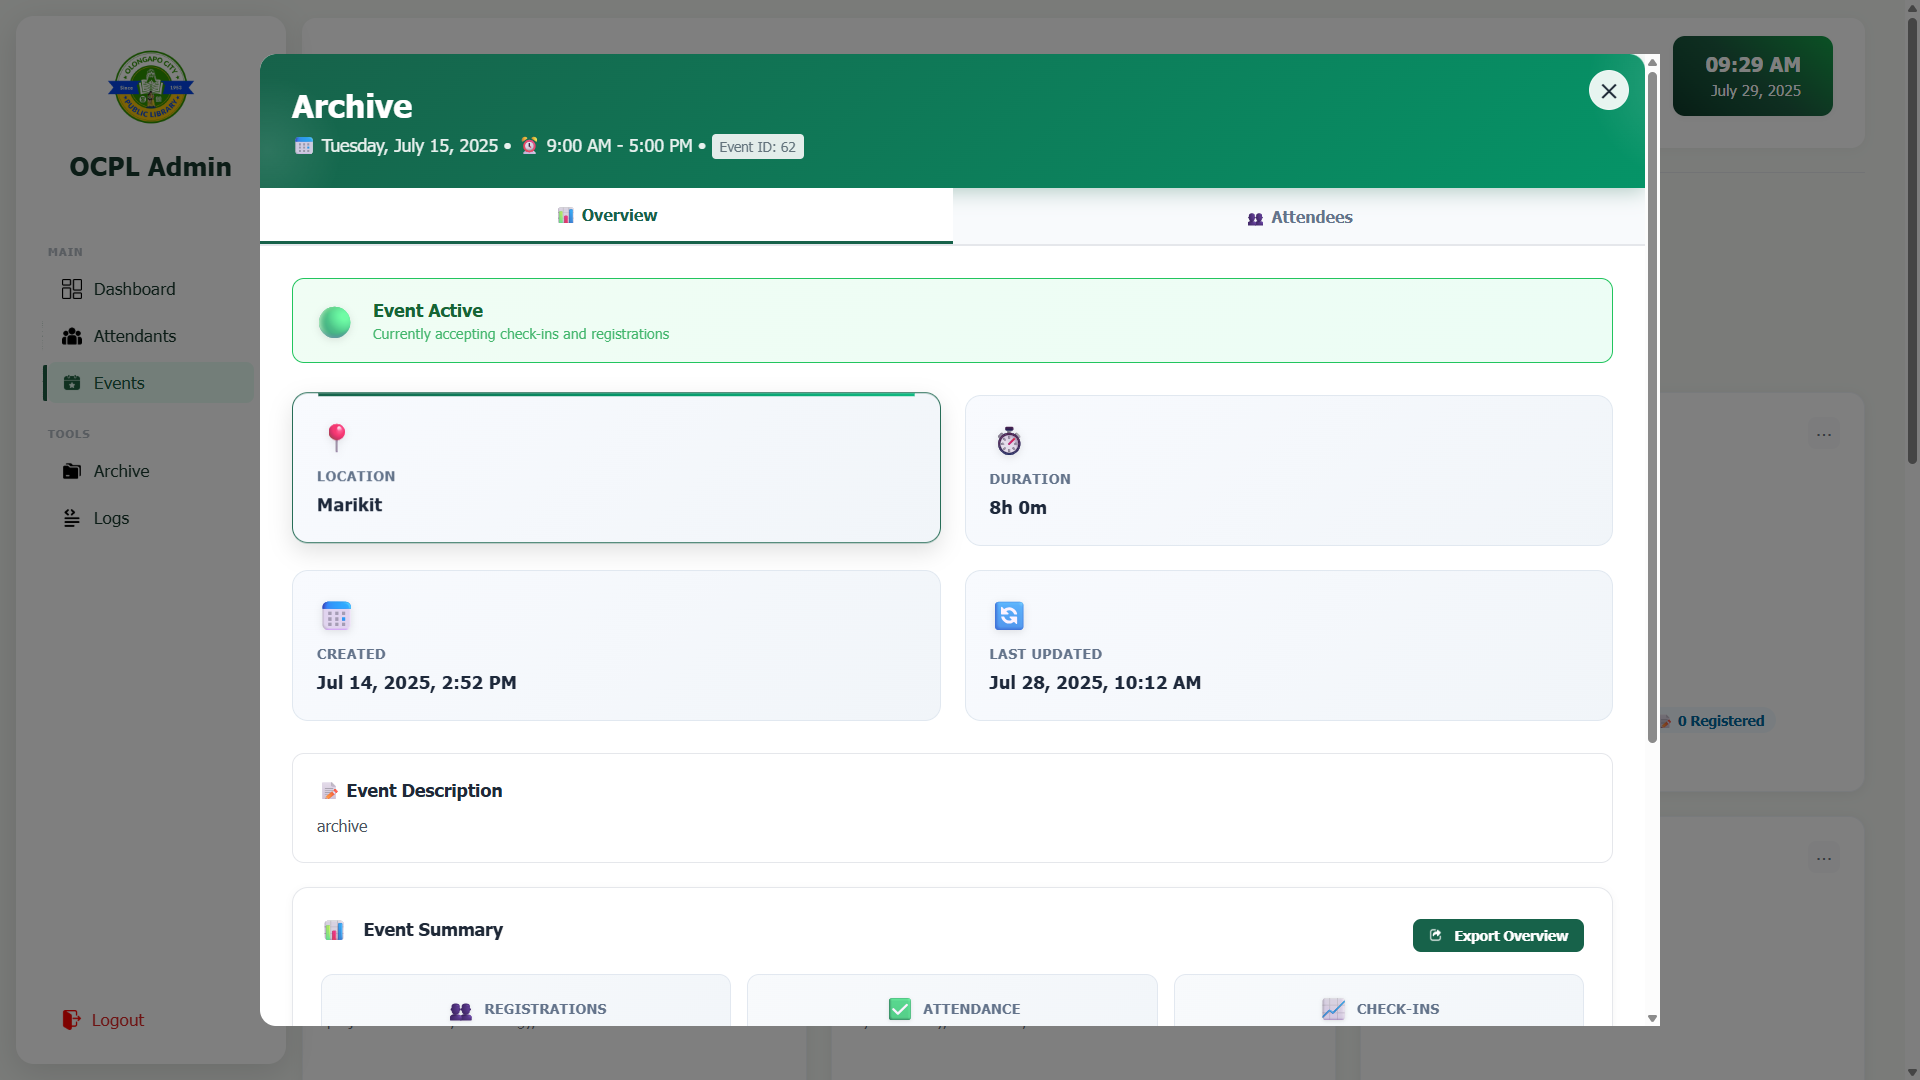 OLONGAPO CITY
Since 1992
PUBLIC LIBRARY
OCPL Admin
MAIN
Dashboard
Attendants
Events
TOOLS
Archive
Logs
Logout
09:29 AM
July 29, 2025
Archive
Tuesday, July 15, 2025 • 9:00 AM - 5:00 PM • Event ID: 62
Overview
Attendees
Event Active
Currently accepting check-ins and registrations
LOCATION
Marikit
DURATION
8h 0m
CREATED
Jul 14, 2025, 2:52 PM
LAST UPDATED
Jul 28, 2025, 10:12 AM
0 Registered
Event Description
archive
Event Summary
Export Overview
REGISTRATIONS
ATTENDANCE
CHECK-INS